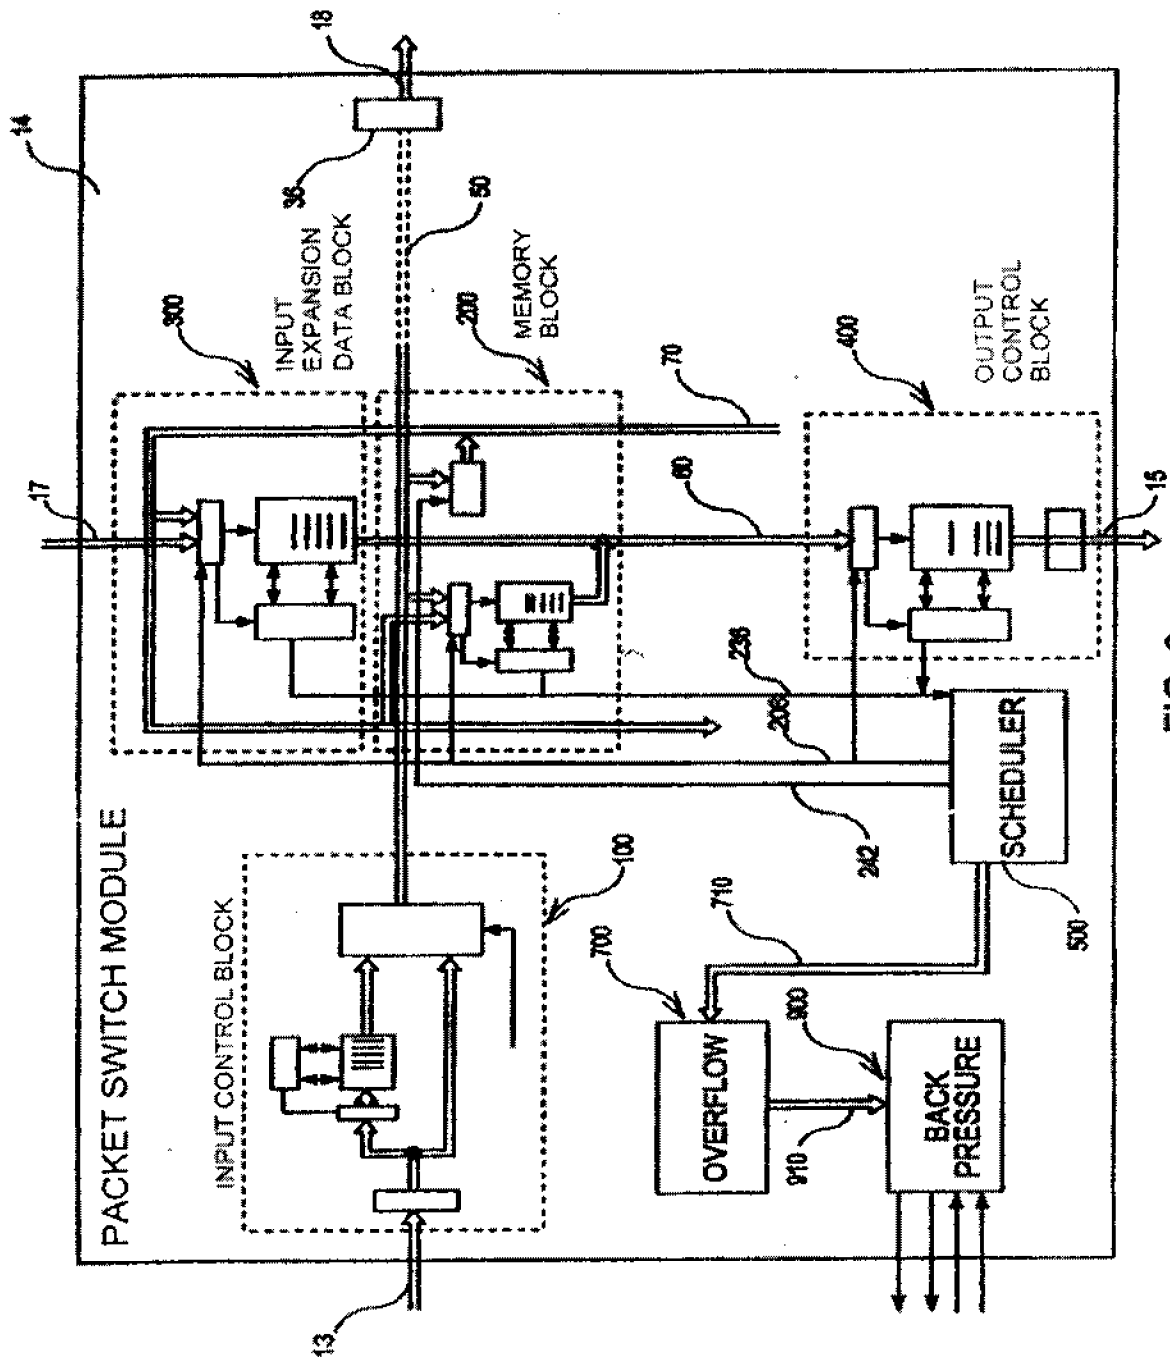 PACKET SWITCH MODULE
14
17
18
36
300
INPUT
EXPANSION
DATA BLOCK
50
200
MEMORY
BLOCK
INPUT CONTROL BLOCK
100
13
70
60
400
OUTPUT
CONTROL
BLOCK
15
236
206
242
SCHEDULER
500
710
700
OVERFLOW
910
900
BACK
PRESSURE